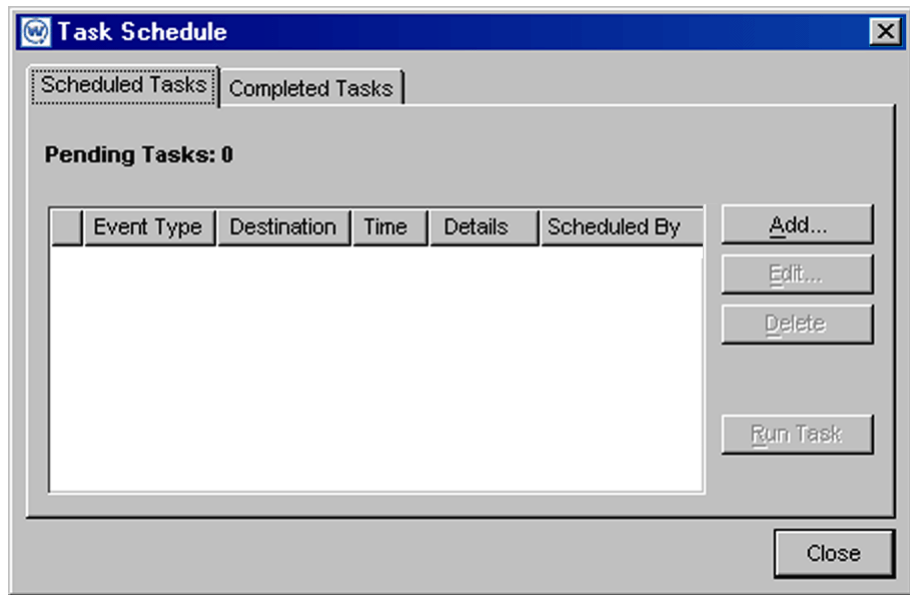 Task Schedule
Scheduled Tasks Completed Tasks
Pending Tasks: 0
Event Type Destination Time Details Scheduled By
Add...
Edit...
Delete
Run Task
Close